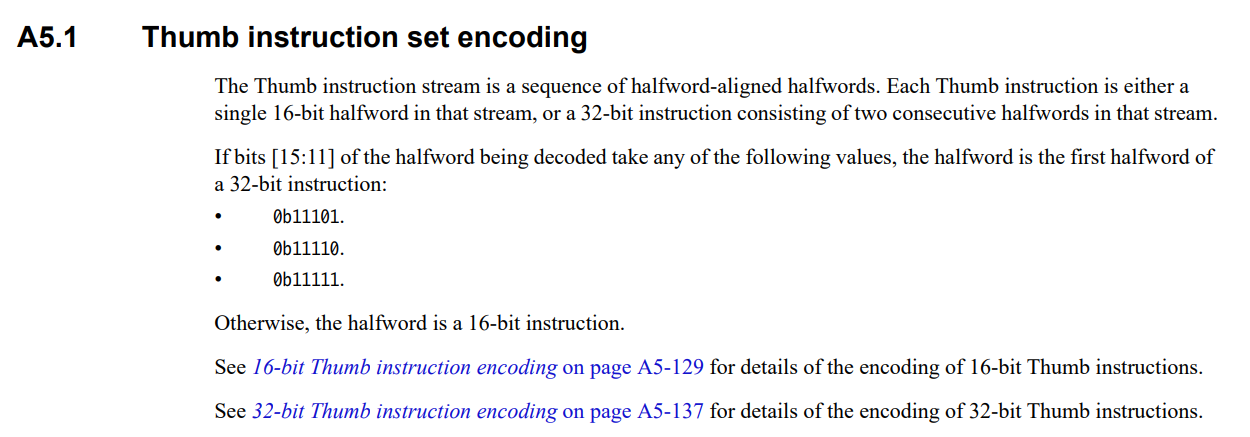 A5.1 Thumb instruction set encoding
The Thumb instruction stream is a sequence of halfword-aligned halfwords. Each Thumb instruction is either a
single 16-bit halfword in that stream, or a 32-bit instruction consisting of two consecutive halfwords in that stream.
If bits [15:11] of the halfword being decoded take any of the following values, the halfword is the first halfword of
a 32-bit instruction:
• 0b11101.
• 0b11110.
• 0b11111.
Otherwise, the halfword is a 16-bit instruction.
See 16-bit Thumb instruction encoding on page A5-129 for details of the encoding of 16-bit Thumb instructions.
See 32-bit Thumb instruction encoding on page A5-137 for details of the encoding of 32-bit Thumb instructions.